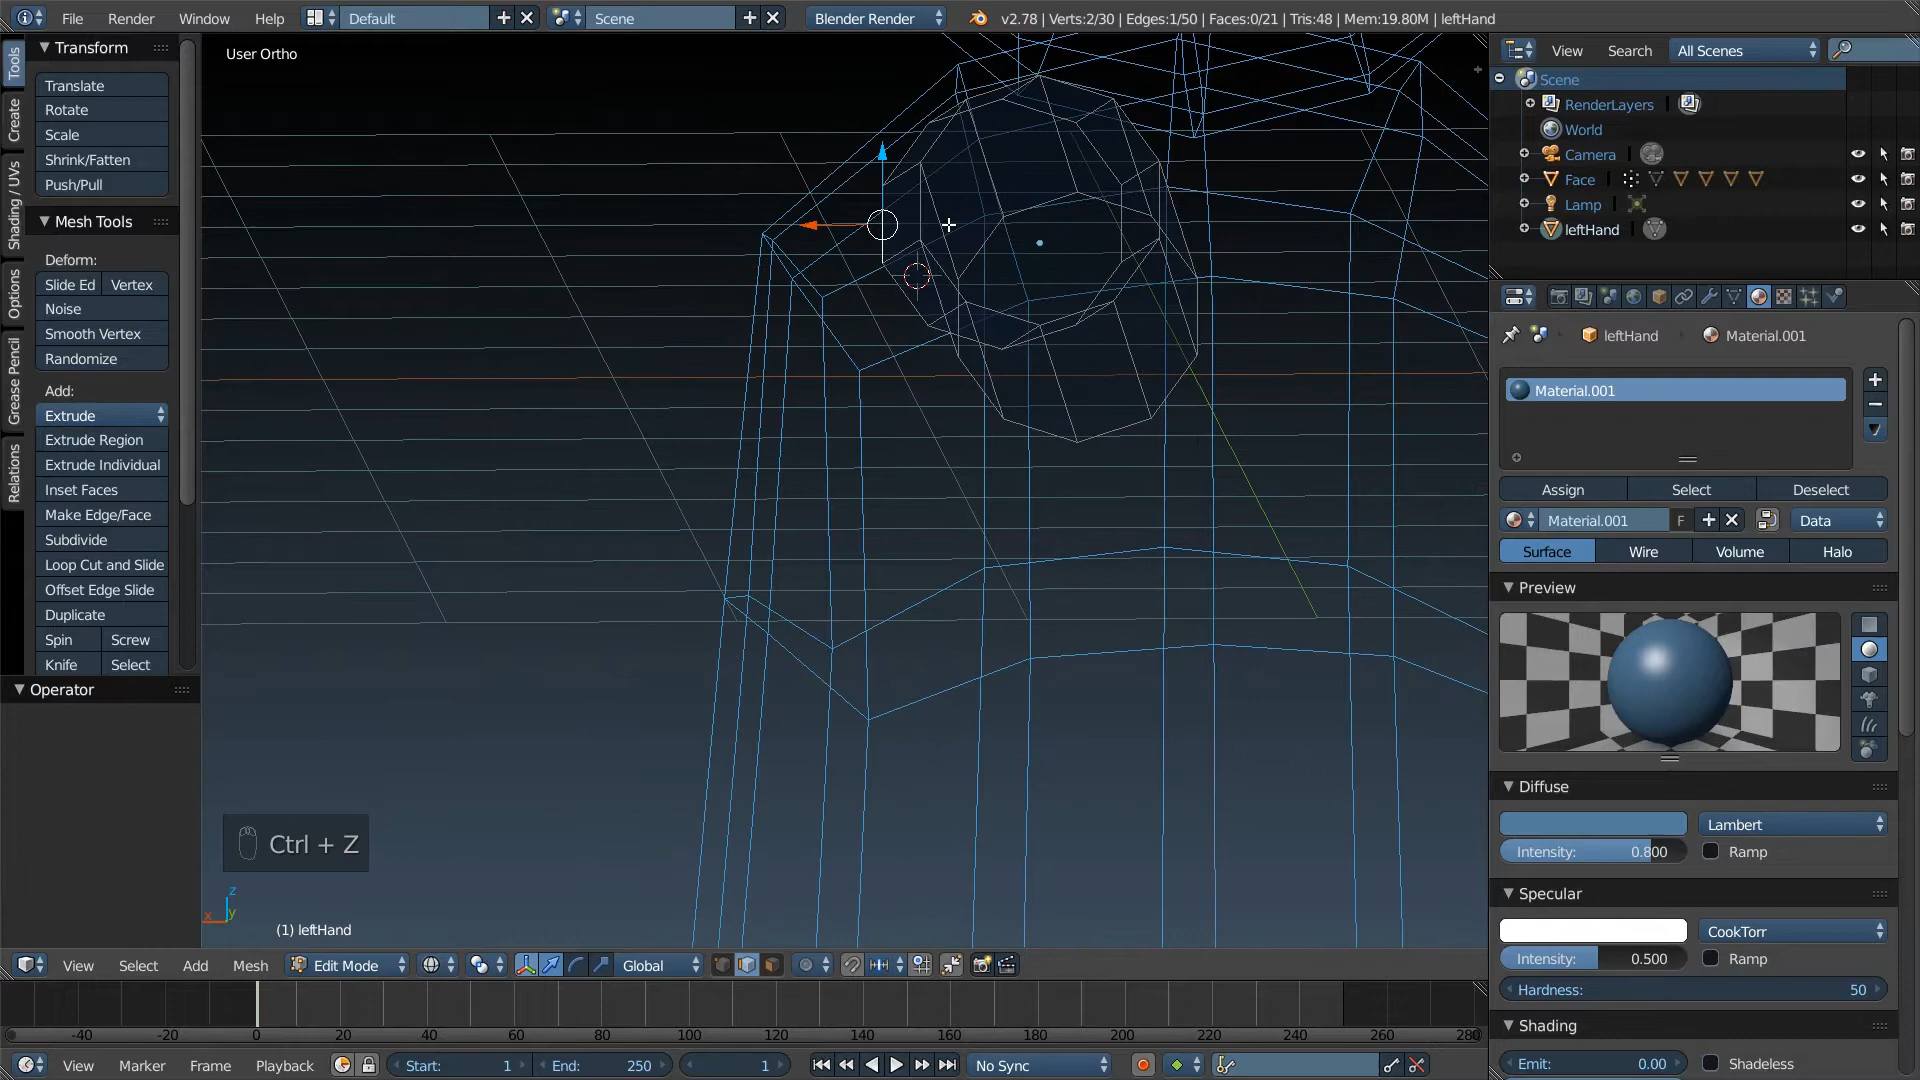 File Render Window Help Default Scene Blender Render v2.78 | Verts:2/30 | Edges:1/50 | Faces:0/21 | Tris:48 | Mem:19.80M | leftHand
Tools
Create
Shading / UVs
Options
Grease Pencil
Relations
Transform
Translate
Rotate
Scale
Shrink/Fatten
Push/Pull
Mesh Tools
Deform:
Slide Ed Vertex
Noise
Smooth Vertex
Randomize
Add:
Extrude
Extrude Region
Extrude Individual
Inset Faces
Make Edge/Face
Subdivide
Loop Cut and Slide
Offset Edge Slide
Duplicate
Spin Screw
Knife Select
Operator
User Ortho
Ctrl + Z
z
x y
(1) leftHand
View Select Add Mesh Edit Mode Global
-40 -20 0 20 40 60 80 100 120 140 160 180 200 220 240 260 280
View Marker Frame Playback Start: 1 End: 250 1 No Sync
View Search All Scenes
Scene
RenderLayers
World
Camera
Face
Lamp
leftHand
leftHand Material.001
Material.001
Assign Select Deselect
Material.001 F Data
Surface Wire Volume Halo
Preview
Diffuse
Lambert
Intensity: 0.800 Ramp
Specular
CookTorr
Intensity: 0.500 Ramp
Hardness: 50
Shading
Emit: 0.00 Shadeless